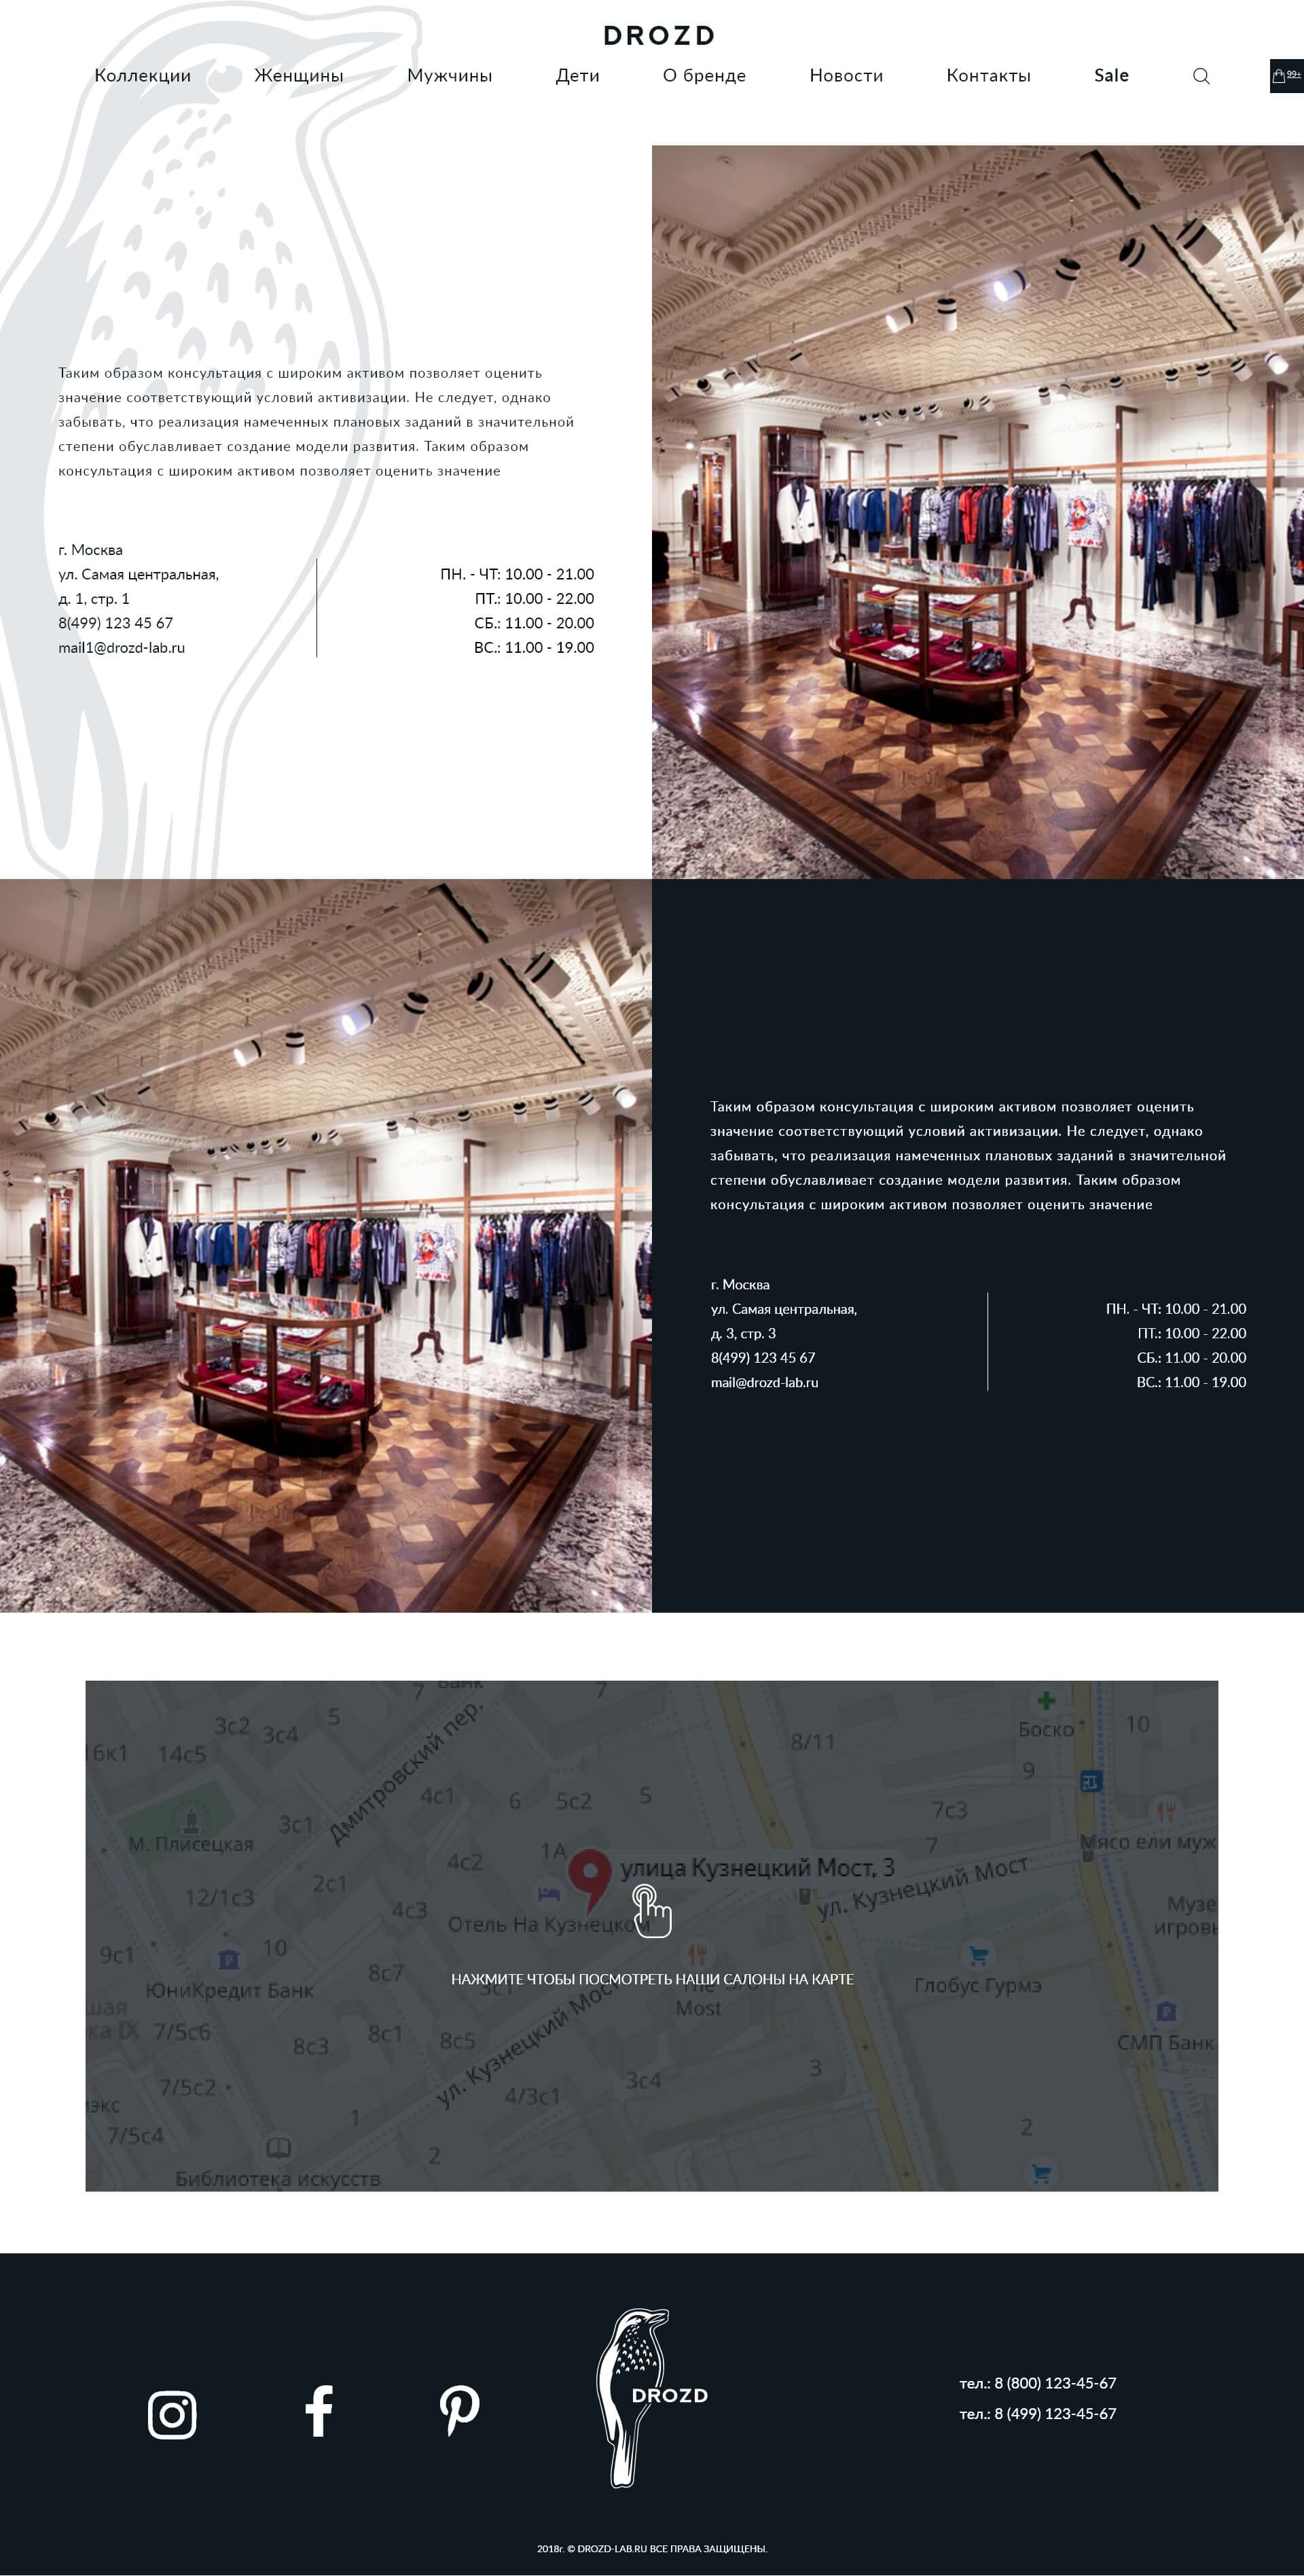 DROZD
Коллекции Женщины Мужчины Дети О бренде Новости Контакты Sale 99+
Таким образом консультация с широким активом позволяет оценить
значение соответствующий условий активизации. Не следует, однако
забывать, что реализация намеченных плановых заданий в значительной
степени обуславливает создание модели развития. Таким образом
консультация с широким активом позволяет оценить значение
г. Москва
ул. Самая центральная,
д. 1, стр. 1
8(499) 123 45 67
mail1@drozd-lab.ru
ПН. - ЧТ: 10.00 - 21.00
ПТ.: 10.00 - 22.00
СБ.: 11.00 - 20.00
ВС.: 11.00 - 19.00
Таким образом консультация с широким активом позволяет оценить
значение соответствующий условий активизации. Не следует, однако
забывать, что реализация намеченных плановых заданий в значительной
степени обуславливает создание модели развития. Таким образом
консультация с широким активом позволяет оценить значение
г. Москва
ул. Самая центральная,
д. 3, стр. 3
8(499) 123 45 67
mail@drozd-lab.ru
ПН. - ЧТ: 10.00 - 21.00
ПТ.: 10.00 - 22.00
СБ.: 11.00 - 20.00
ВС.: 11.00 - 19.00
Банк
7
7
3с2
3с4
5
8/11
Боско
10
16к1
14с5
Дмитровский пер.
9
4с1
6
5с2
5
7с3
М. Плисецкая
3с1
1А
7
Мясо ели муж
4с2
улица Кузнецкий Мост, 3
ул. Кузнецкий Мост
12/1с3
2с1
4с3
Отель На Кузнецком
Музе
игровы
9с1
10
8с7
ЮниКредит Банк
НАЖМИТЕ ЧТОБЫ ПОСМОТРЕТЬ НАШИ САЛОНЫ НА КАРТЕ
3с1
The
Most
Глобус Гурмэ
шая
ка IX
7/5с6
8с3
8с1
8с5
СМП Банк
ул. Кузнецкий Мост
7/5с2
4/3с1
3с4
3
экс
7/5с4
1
2
2
Библиотека искусств
DROZD
тел.: 8 (800) 123-45-67
тел.: 8 (499) 123-45-67
2018г. © DROZD-LAB.RU ВСЕ ПРАВА ЗАЩИЩЕНЫ.